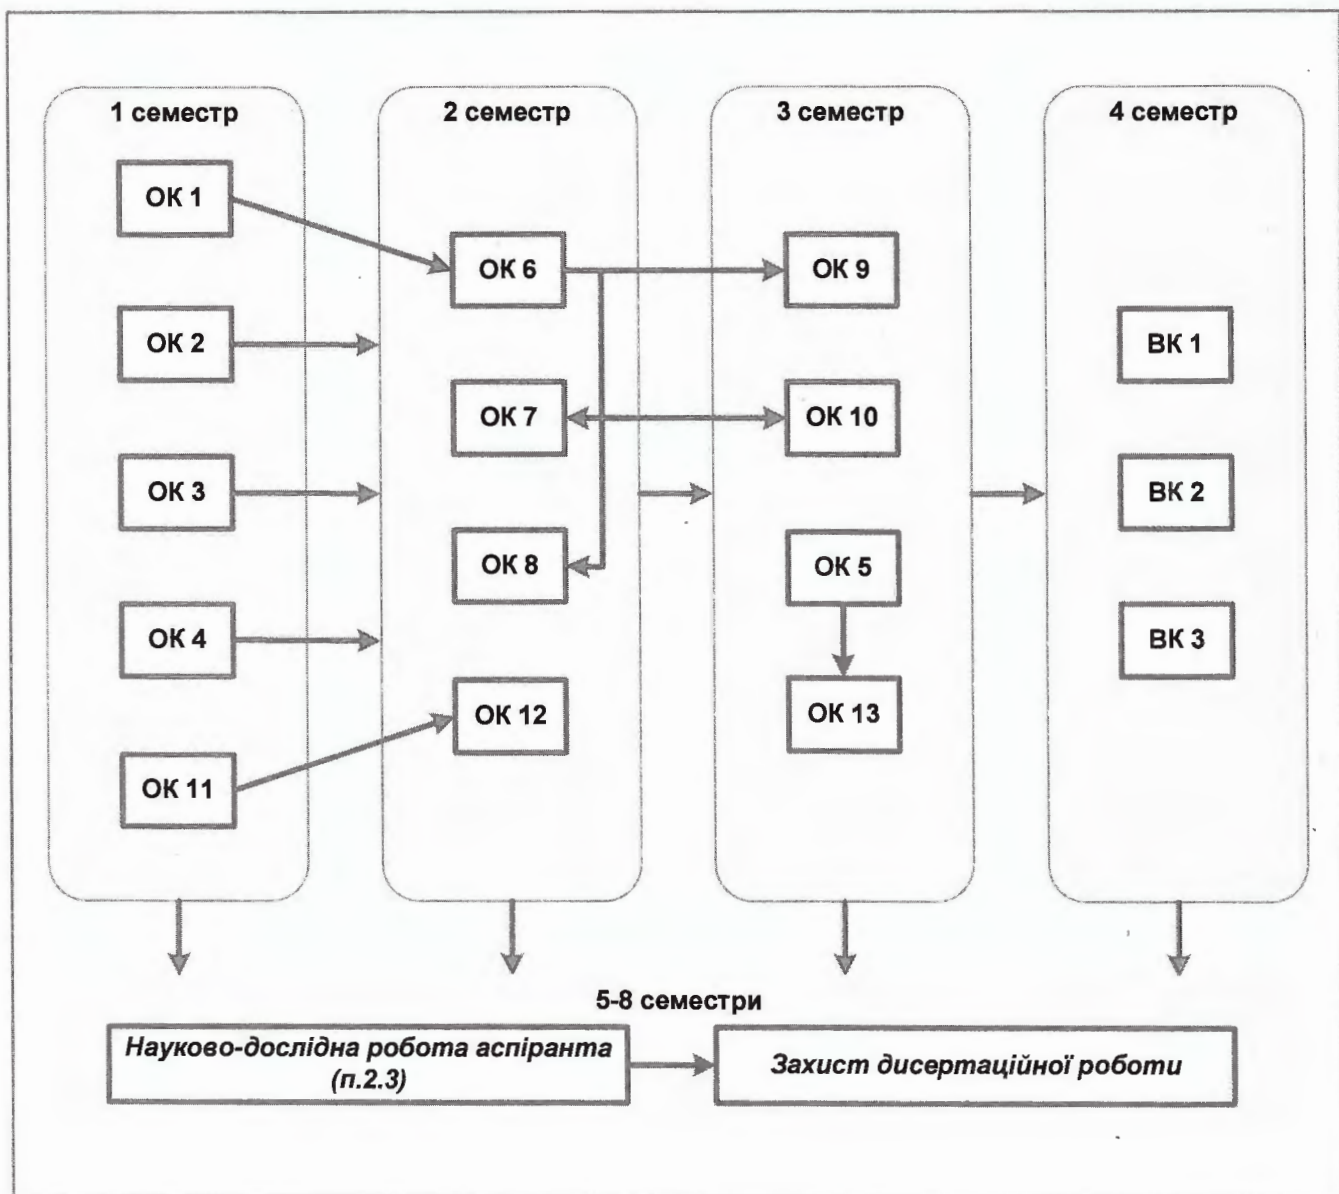 1 семестр
2 семестр
3 семестр
4 семестр
ОК 1
ОК 2
ОК 3
ОК 4
ОК 11
ОК 6
ОК 7
ОК 8
ОК 12
ОК 9
ОК 10
ОК 5
ОК 13
ВК 1
ВК 2
ВК 3
5-8 семестри
Науково-дослідна робота аспіранта
(п.2.3)
Захист дисертаційної роботи